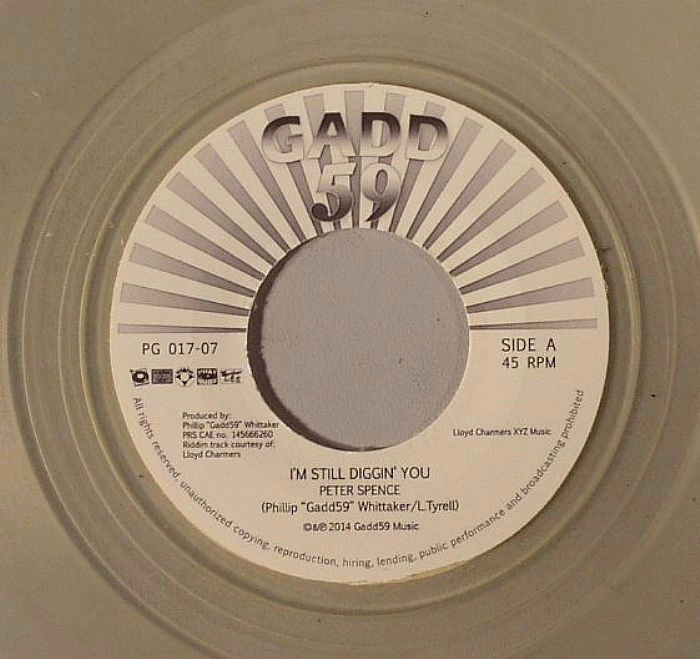 GADD
59
PG 017-07
SIDE A
45 RPM
Produced by:
Phillip "Gadd59" Whittaker
PRS CAE no. 145666260
Riddim track courtesy of:
Lloyd Charmers
Lloyd Charmers XYZ Music
I'M STILL DIGGIN' YOU
PETER SPENCE
(Phillip "Gadd59" Whittaker/L.Tyrell)
©&℗ 2014 Gadd59 Music
All rights reserved, unauthorized copying, reproduction, hiring, lending, public performance and broadcasting prohibited